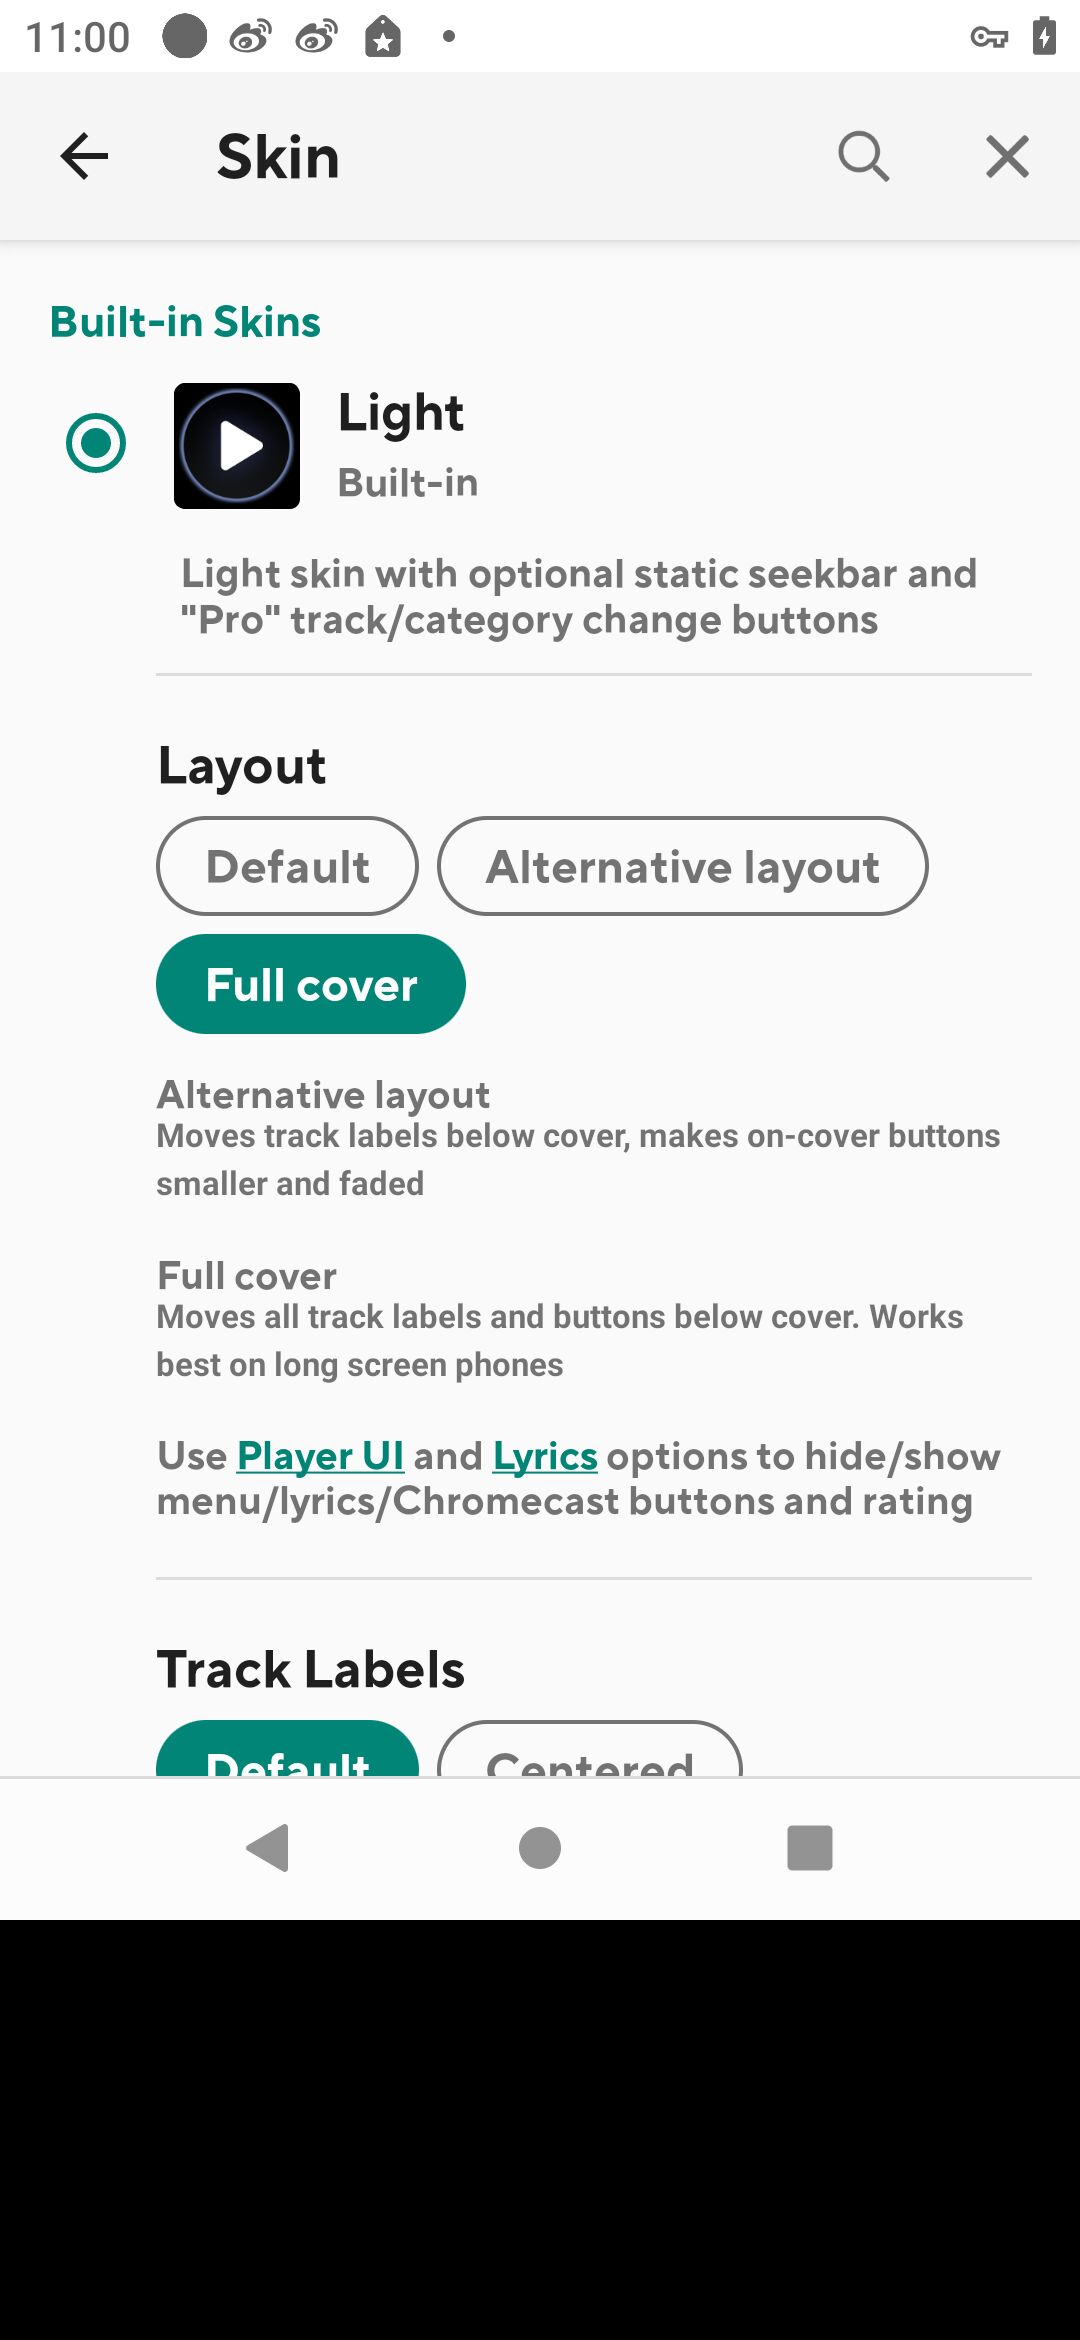 11:00
Skin
Built-in Skins
Light
Built-in
Light skin with optional static seekbar and
"Pro" track/category change buttons
Layout
Default
Alternative layout
Full cover
Alternative layout
Moves track labels below cover, makes on-cover buttons
smaller and faded
Full cover
Moves all track labels and buttons below cover. Works
best on long screen phones
Use Player UI and Lyrics options to hide/show
menu/lyrics/Chromecast buttons and rating
Track Labels
Default
Centered